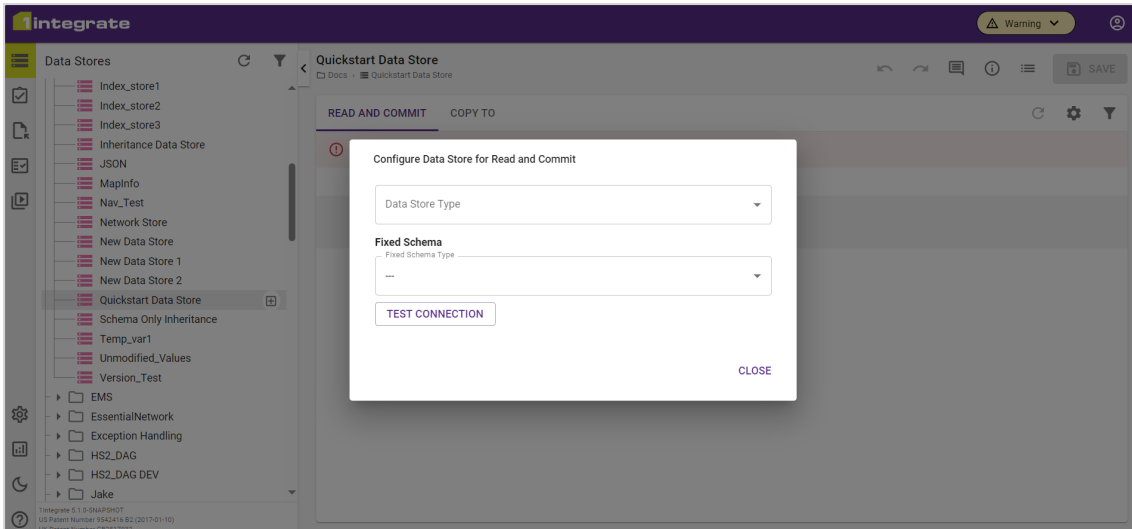 1integrate
Warning
Data Stores
Quickstart Data Store
Docs › Quickstart Data Store
SAVE
Index_store1
Index_store2
Index_store3
Inheritance Data Store
JSON
MapInfo
Nav_Test
Network Store
New Data Store
New Data Store 1
New Data Store 2
Quickstart Data Store
Schema Only Inheritance
Temp_var1
Unmodified_Values
Version_Test
EMS
EssentialNetwork
Exception Handling
HS2_DAG
HS2_DAG DEV
Jake
1Integrate 5.1.0-SNAPSHOT
US Patent Number 9542416 B2 (2017-01-10)
READ AND COMMIT COPY TO
Configure Data Store for Read and Commit
Data Store Type
Fixed Schema
Fixed Schema Type
---
TEST CONNECTION
CLOSE